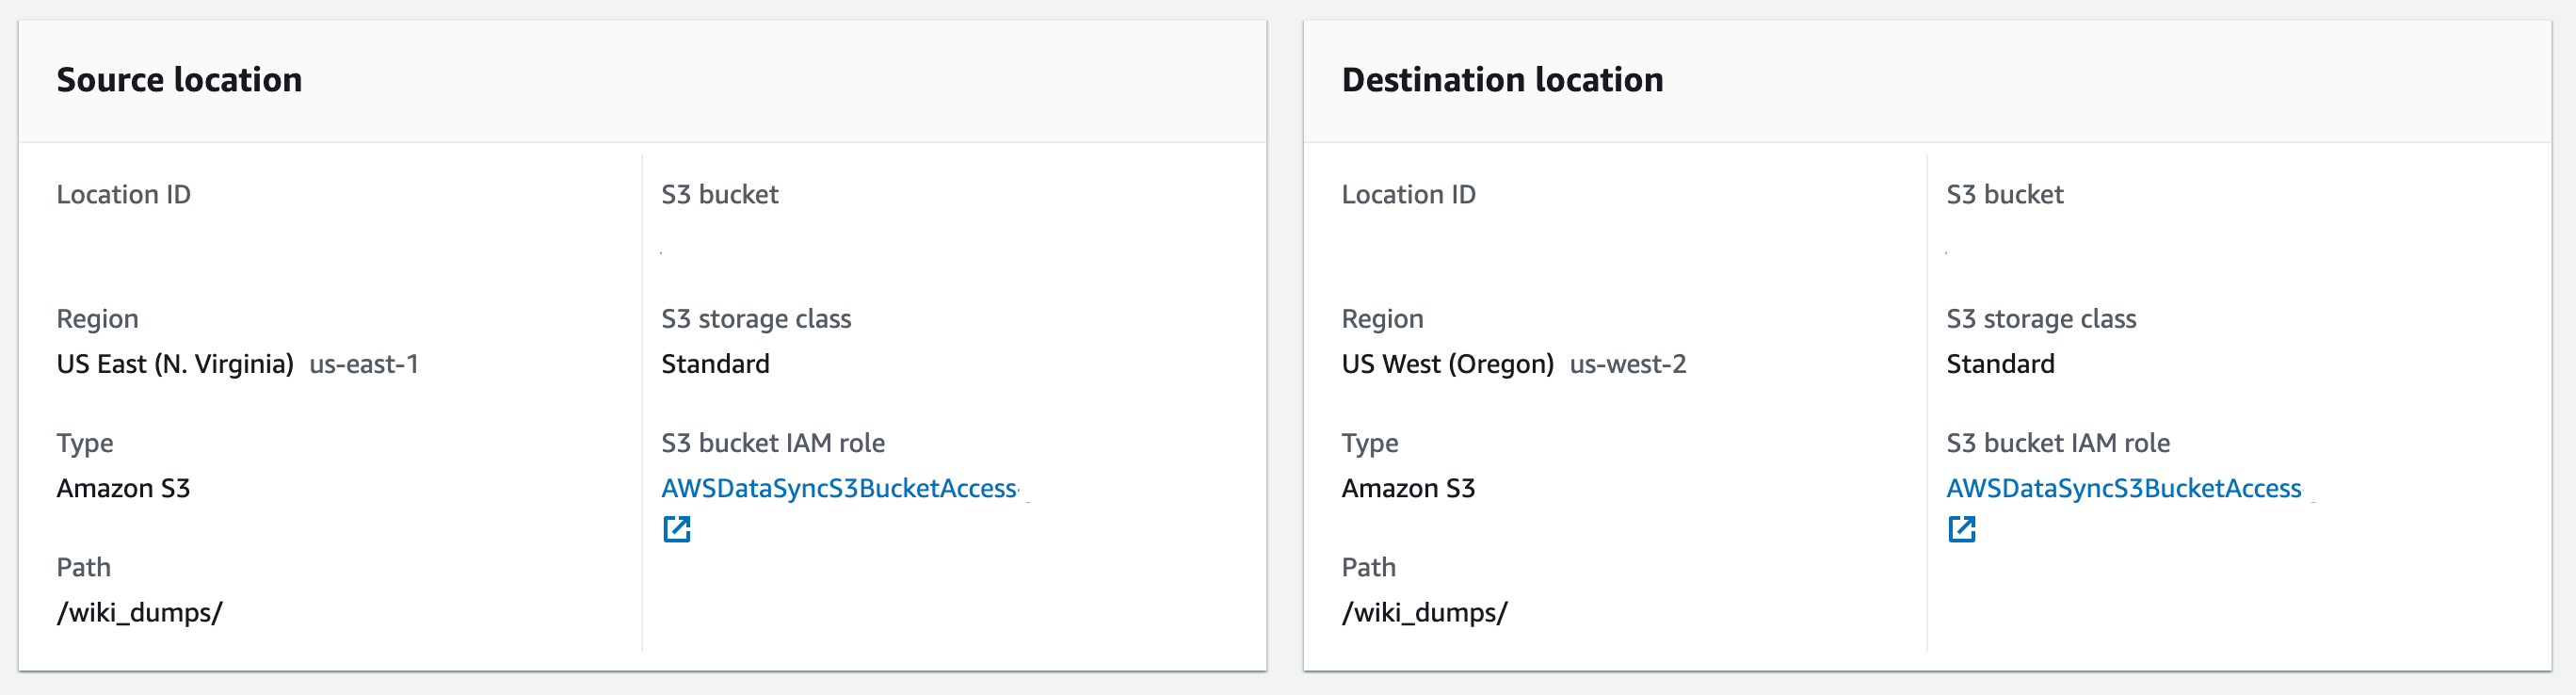 Source location
Location ID
S3 bucket
Region
US East (N. Virginia) us-east-1
S3 storage class
Standard
Type
Amazon S3
S3 bucket IAM role
AWSDataSyncS3BucketAccess
Path
/wiki_dumps/
Destination location
Location ID
S3 bucket
Region
US West (Oregon) us-west-2
S3 storage class
Standard
Type
Amazon S3
S3 bucket IAM role
AWSDataSyncS3BucketAccess
Path
/wiki_dumps/